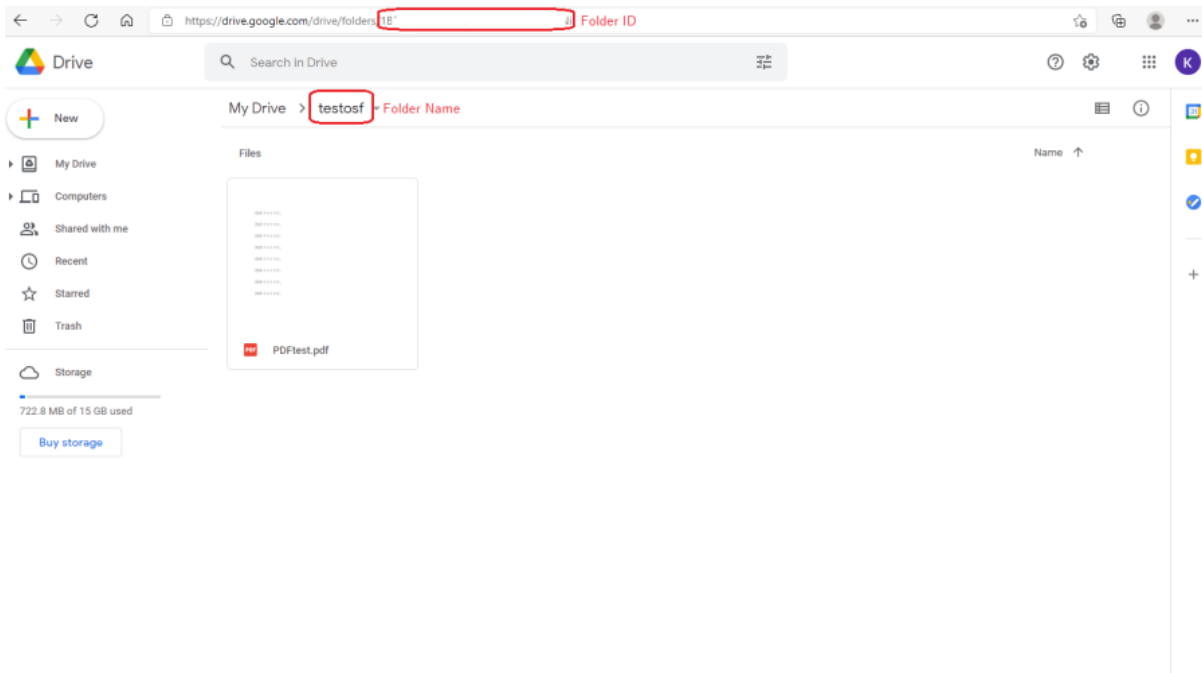 https://drive.google.com/drive/folders/1B Folder ID
Drive
Search in Drive
K
New
My Drive > testosf Folder Name
31
My Drive
Computers
Shared with me
Recent
Starred
Trash
Storage
722.8 MB of 15 GB used
Buy storage
Files
Name
PDF PDFtest.pdf